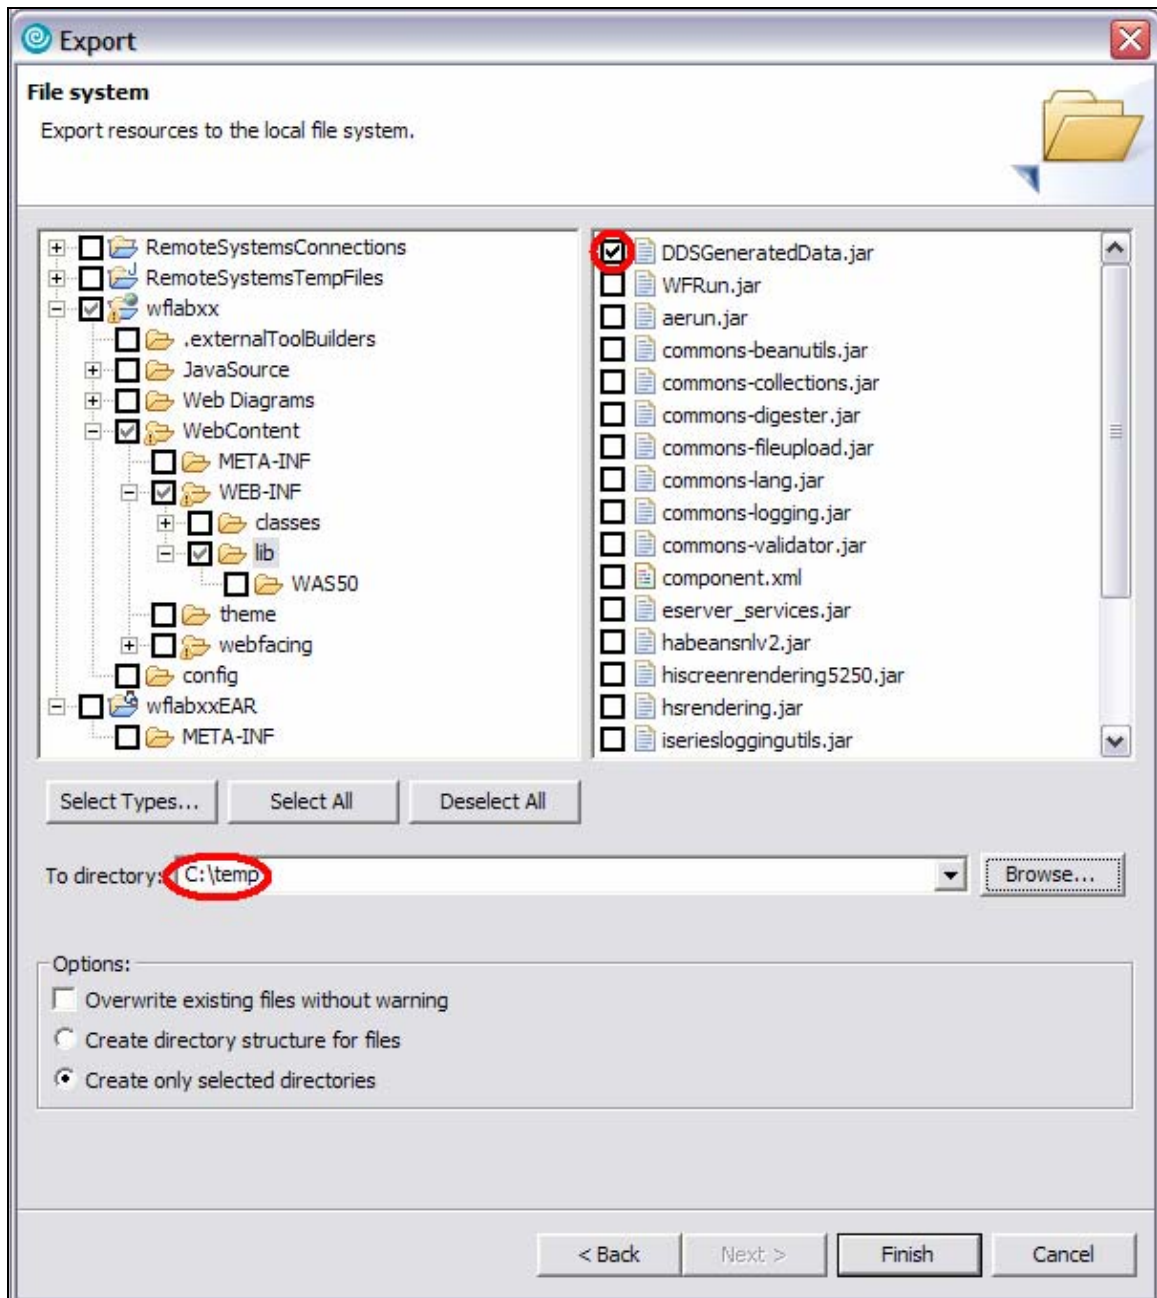 Export
File system
Export resources to the local file system.
RemoteSystemsConnections
RemoteSystemsTempFiles
wflabxx
.externalToolBuilders
JavaSource
Web Diagrams
WebContent
META-INF
WEB-INF
classes
lib
WAS50
theme
webfacing
config
wflabxxEAR
META-INF
DDSGeneratedData.jar
WFRun.jar
aerun.jar
commons-beanutils.jar
commons-collections.jar
commons-digester.jar
commons-fileupload.jar
commons-lang.jar
commons-logging.jar
commons-validator.jar
component.xml
eserver_services.jar
habeansnlv2.jar
hiscreenrendering5250.jar
hsrendering.jar
iseriesloggingutils.jar
Select Types... Select All Deselect All
To directory: C:\temp Browse...
Options:
Overwrite existing files without warning
Create directory structure for files
Create only selected directories
< Back Next > Finish Cancel